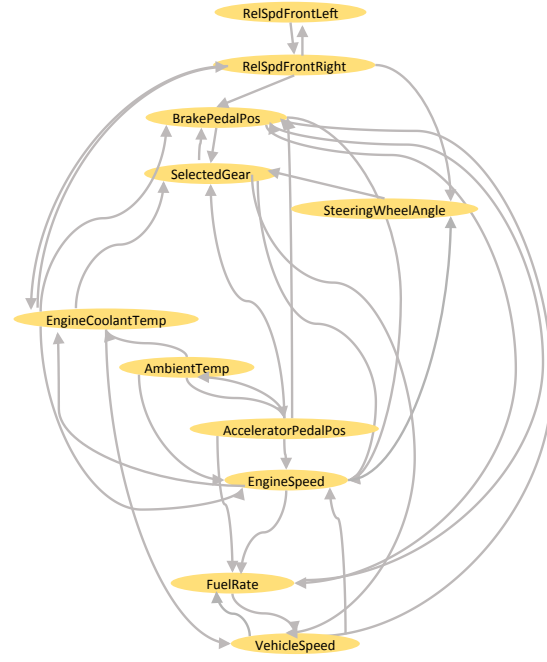 RelSpdFrontLeft
RelSpdFrontRight
BrakePedalPos
SelectedGear
SteeringWheelAngle
EngineCoolantTemp
AmbientTemp
AcceleratorPedalPos
EngineSpeed
FuelRate
VehicleSpeed